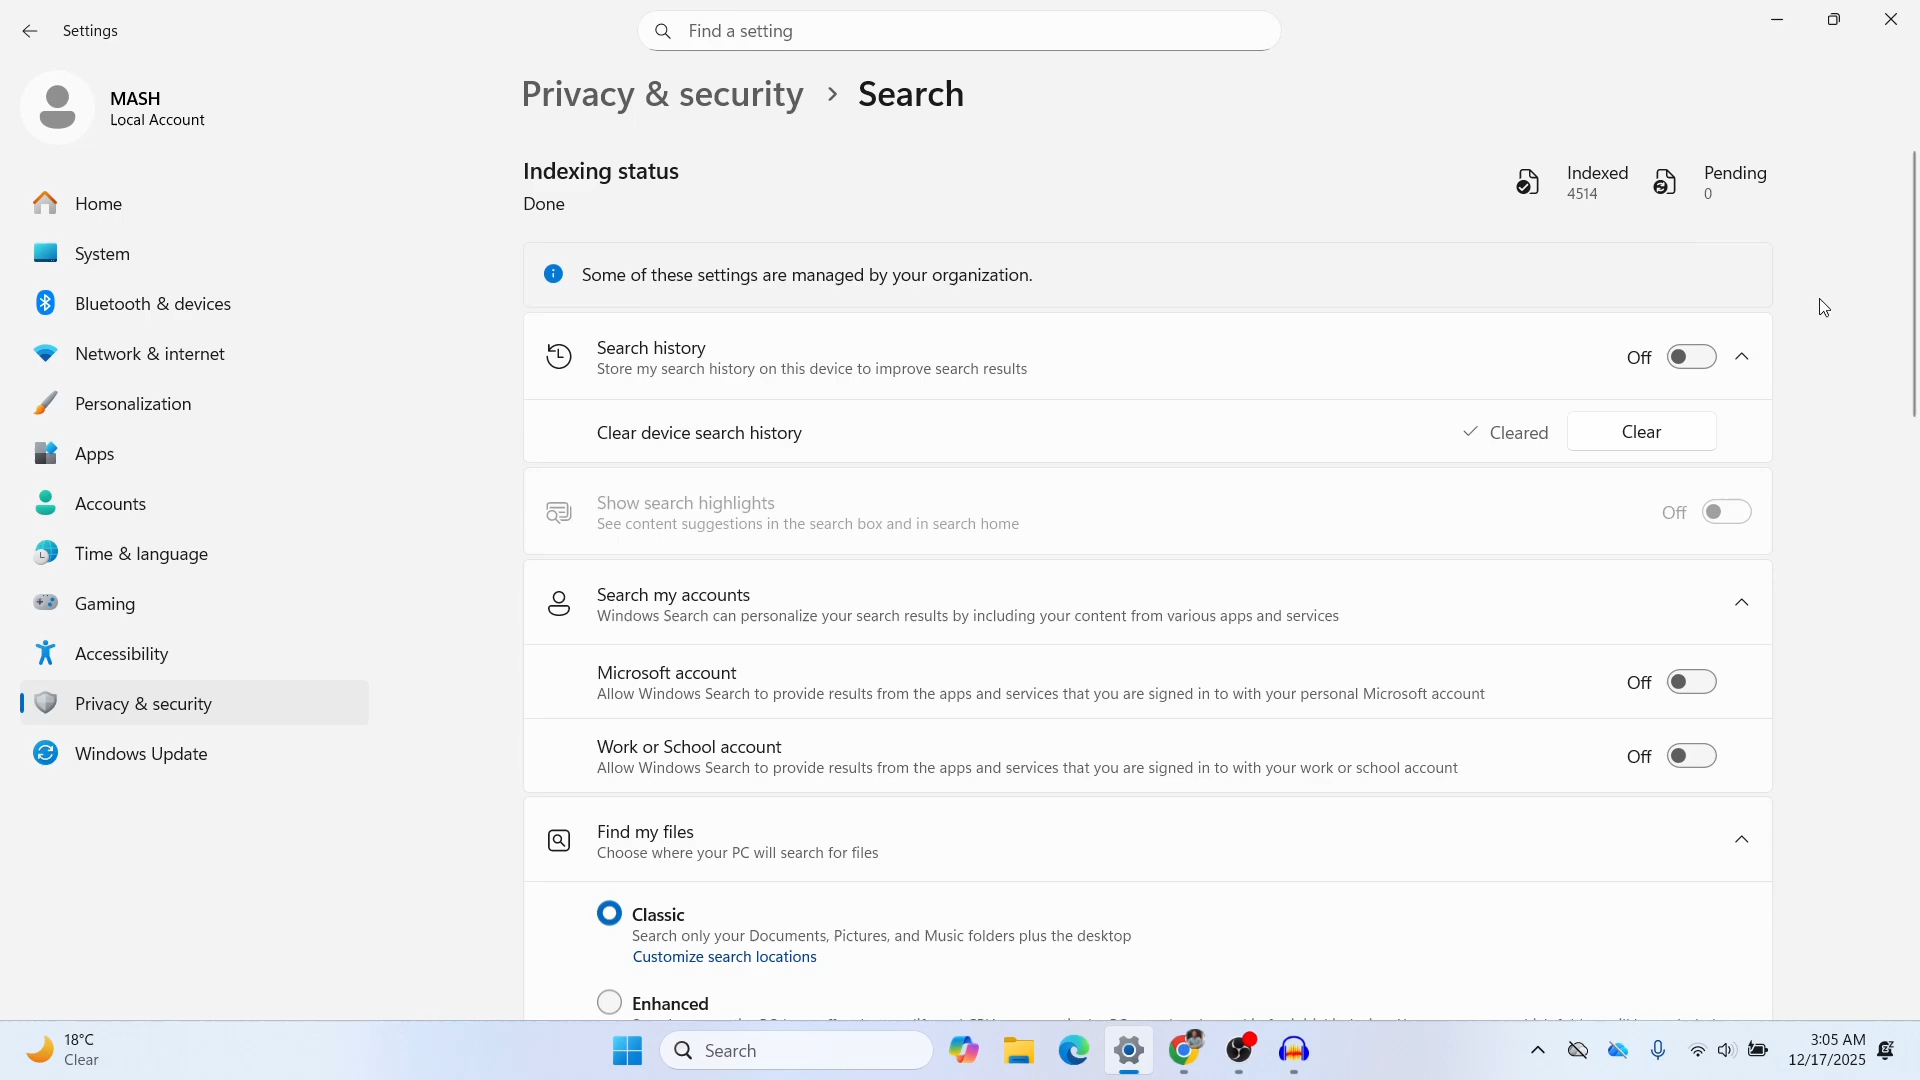 Settings
Find a setting
MASH
Local Account
Home
System
Bluetooth & devices
Network & internet
Personalization
Apps
Accounts
Time & language
Gaming
Accessibility
Privacy & security
Windows Update
Privacy & security > Search
Indexing status
Done
Indexed
4514
Pending
0
Some of these settings are managed by your organization.
Search history
Store my search history on this device to improve search results
Off
Clear device search history
Cleared
Clear
Show search highlights
See content suggestions in the search box and in search home
Off
Search my accounts
Windows Search can personalize your search results by including your content from various apps and services
Microsoft account
Allow Windows Search to provide results from the apps and services that you are signed in to with your personal Microsoft account
Off
Work or School account
Allow Windows Search to provide results from the apps and services that you are signed in to with your work or school account
Off
Find my files
Choose where your PC will search for files
Classic
Search only your Documents, Pictures, and Music folders plus the desktop
Customize search locations
Enhanced
18°C
Clear
Search
3:05 AM
12/17/2025